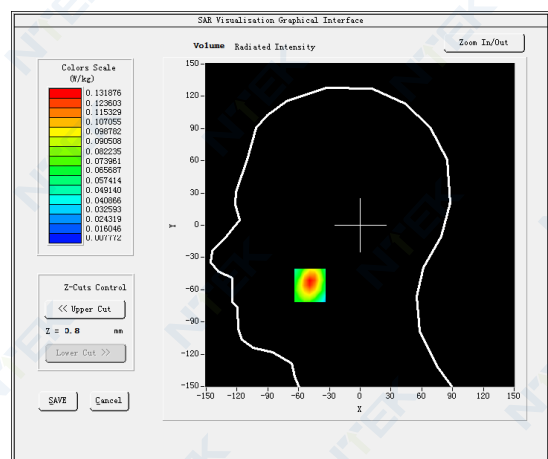 SAR Visualisation Graphical Interface
Volume Radiated Intensity
Zoom In/Out
Colors Scale
(W/kg)
0.131876
0.123603
0.115329
0.107055
0.098782
0.090508
0.082235
0.073961
0.065687
0.057414
0.049140
0.040866
0.032593
0.024319
0.016046
0.007772
Z-Cuts Control
<< Upper Cut
Z = 0.8 mm
Lower Cut >>
SAVE Cancel
150
120
90
60
30
0
-30
-60
-90
-120
-150
Y
-150 -120 -90 -60 -30 0 30 60 90 120 150
X
NTEK